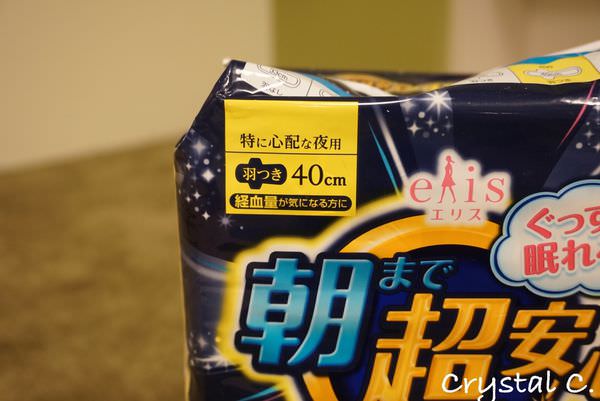 特に心配な夜用
羽つき 40cm
経血量が気になる方に
elis
エリス
ぐっす
眠れ
朝まで
超安
Crystal C.